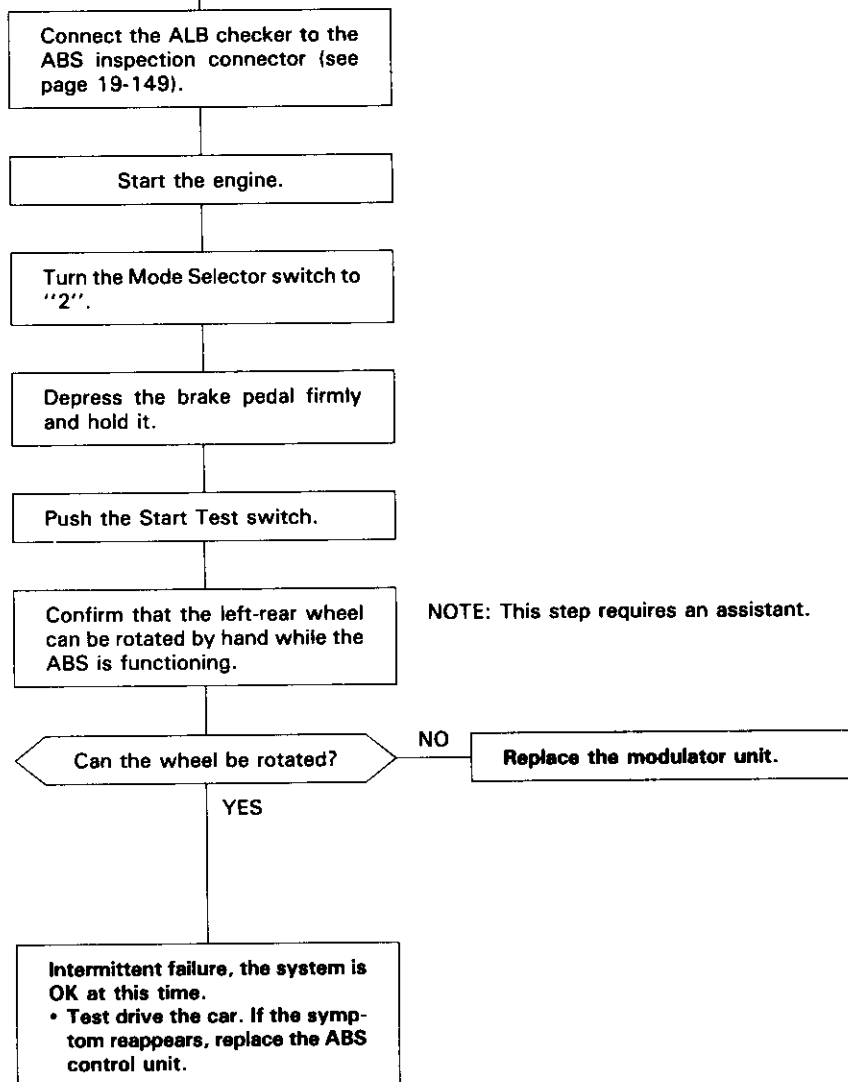 Connect the ALB checker to the
ABS inspection connector (see
page 19-149).
Start the engine.
Turn the Mode Selector switch to
''2''.
Depress the brake pedal firmly
and hold it.
Push the Start Test switch.
Confirm that the left-rear wheel
can be rotated by hand while the
ABS is functioning.
NOTE: This step requires an assistant.
Can the wheel be rotated?
NO
Replace the modulator unit.
YES
Intermittent failure, the system is
OK at this time.
• Test drive the car. If the symp-
tom reappears, replace the ABS
control unit.